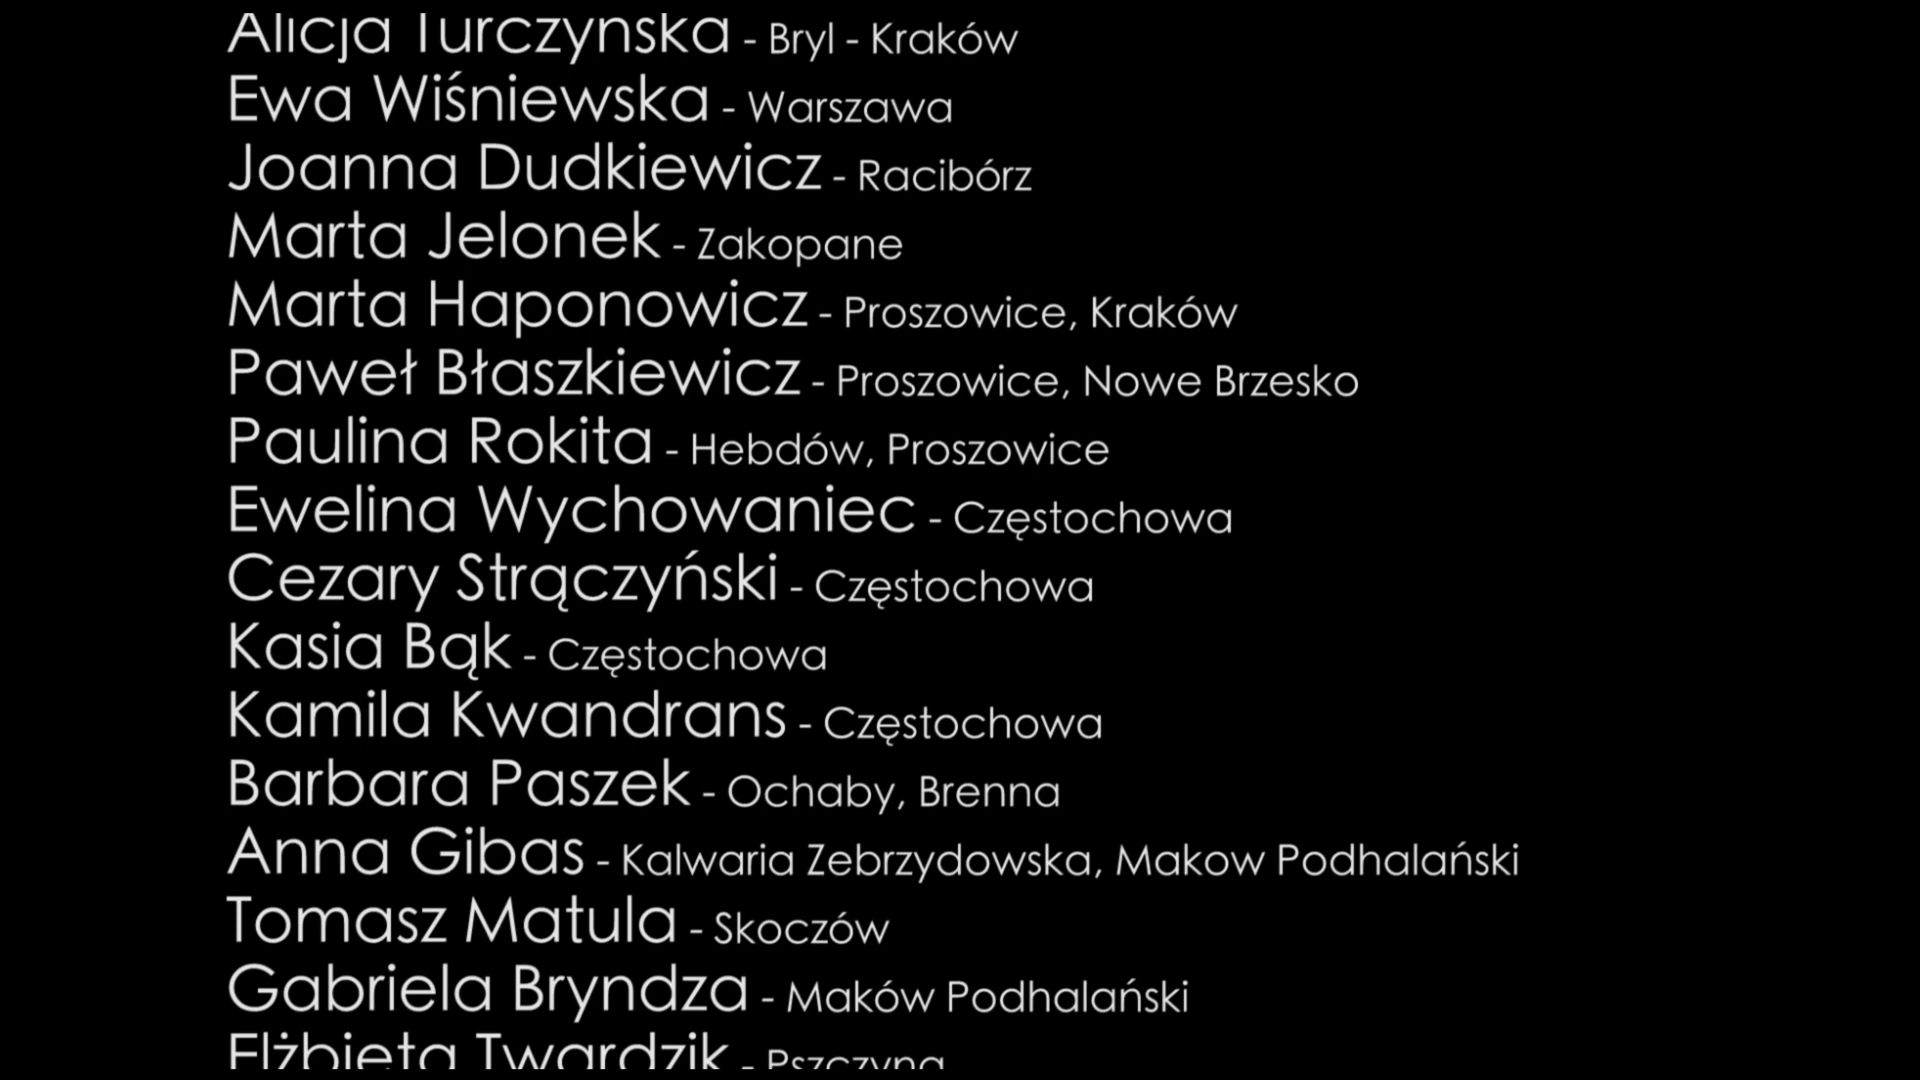 Alicja Turczyńska - Bryl - Kraków
Ewa Wiśniewska - Warszawa
Joanna Dudkiewicz - Racibórz
Marta Jelonek - Zakopane
Marta Haponowicz - Proszowice, Kraków
Paweł Błaszkiewicz - Proszowice, Nowe Brzesko
Paulina Rokita - Hebdów, Proszowice
Ewelina Wychowaniec - Częstochowa
Cezary Strączyński - Częstochowa
Kasia Bąk - Częstochowa
Kamila Kwandrans - Częstochowa
Barbara Paszek - Ochaby, Brenna
Anna Gibas - Kalwaria Zebrzydowska, Makow Podhalański
Tomasz Matula - Skoczów
Gabriela Bryndza - Maków Podhalański
Elżbieta Twardzik - Pszczyna